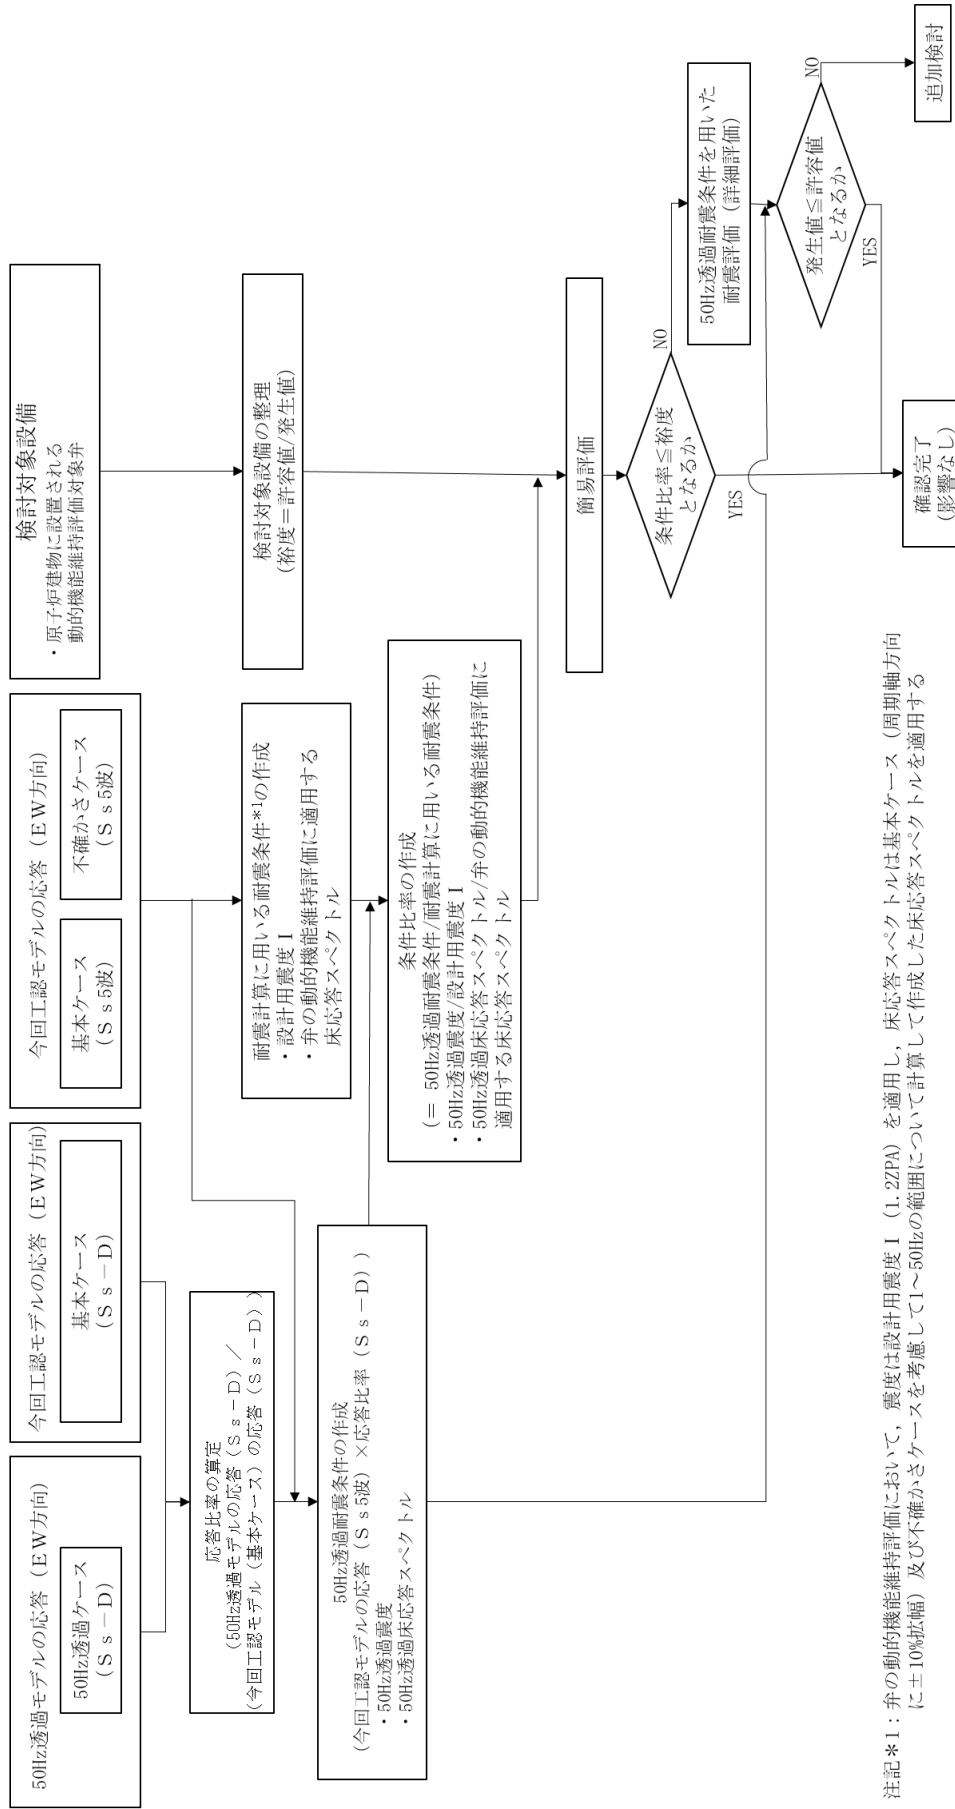 50Hz透過モデルの応答（EW方向）
50Hz透過ケース
（Ｓｓ－Ｄ）
今回工認モデルの応答（EW方向）
基本ケース
（Ｓｓ－Ｄ）
今回工認モデルの応答（EW方向）
基本ケース
（Ｓｓ5波）
不確かさケース
（Ｓｓ5波）
検討対象設備
・原子炉建物に設置される
動的機能維持評価対象弁
応答比率の算定
（50Hz透過モデルの応答（Ｓｓ－Ｄ）／
（今回工認モデル（基本ケース）の応答（Ｓｓ－Ｄ））
耐震計算に用いる耐震条件*1の作成
・設計用震度Ⅰ
・弁の動的機能維持評価に適用する
床応答スペクトル
検討対象設備の整理
(裕度＝許容値/発生値)
50Hz透過耐震条件の作成
（今回工認モデルの応答（Ｓｓ5波）×応答比率（Ｓｓ－Ｄ））
・50Hz透過震度
・50Hz透過床応答スペクトル
条件比率の作成
（＝ 50Hz透過耐震条件/耐震計算に用いる耐震条件）
・50Hz透過震度/設計用震度Ⅰ
・50Hz透過床応答スペクトル/弁の動的機能維持評価に
適用する床応答スペクトル
簡易評価
条件比率≦裕度
となるか
NO
YES
50Hz透過耐震条件を用いた
耐震評価（詳細評価）
発生値≦許容値
となるか
NO
YES
確認完了
(影響なし)
追加検討
注記＊1：弁の動的機能維持評価において，震度は設計用震度Ⅰ（1.2ZPA）を適用し，床応答スペクトルは基本ケース（周期軸方向
に±10%拡幅）及び不確かさケースを考慮して1～50Hzの範囲について計算して作成した床応答スペクトルを適用する